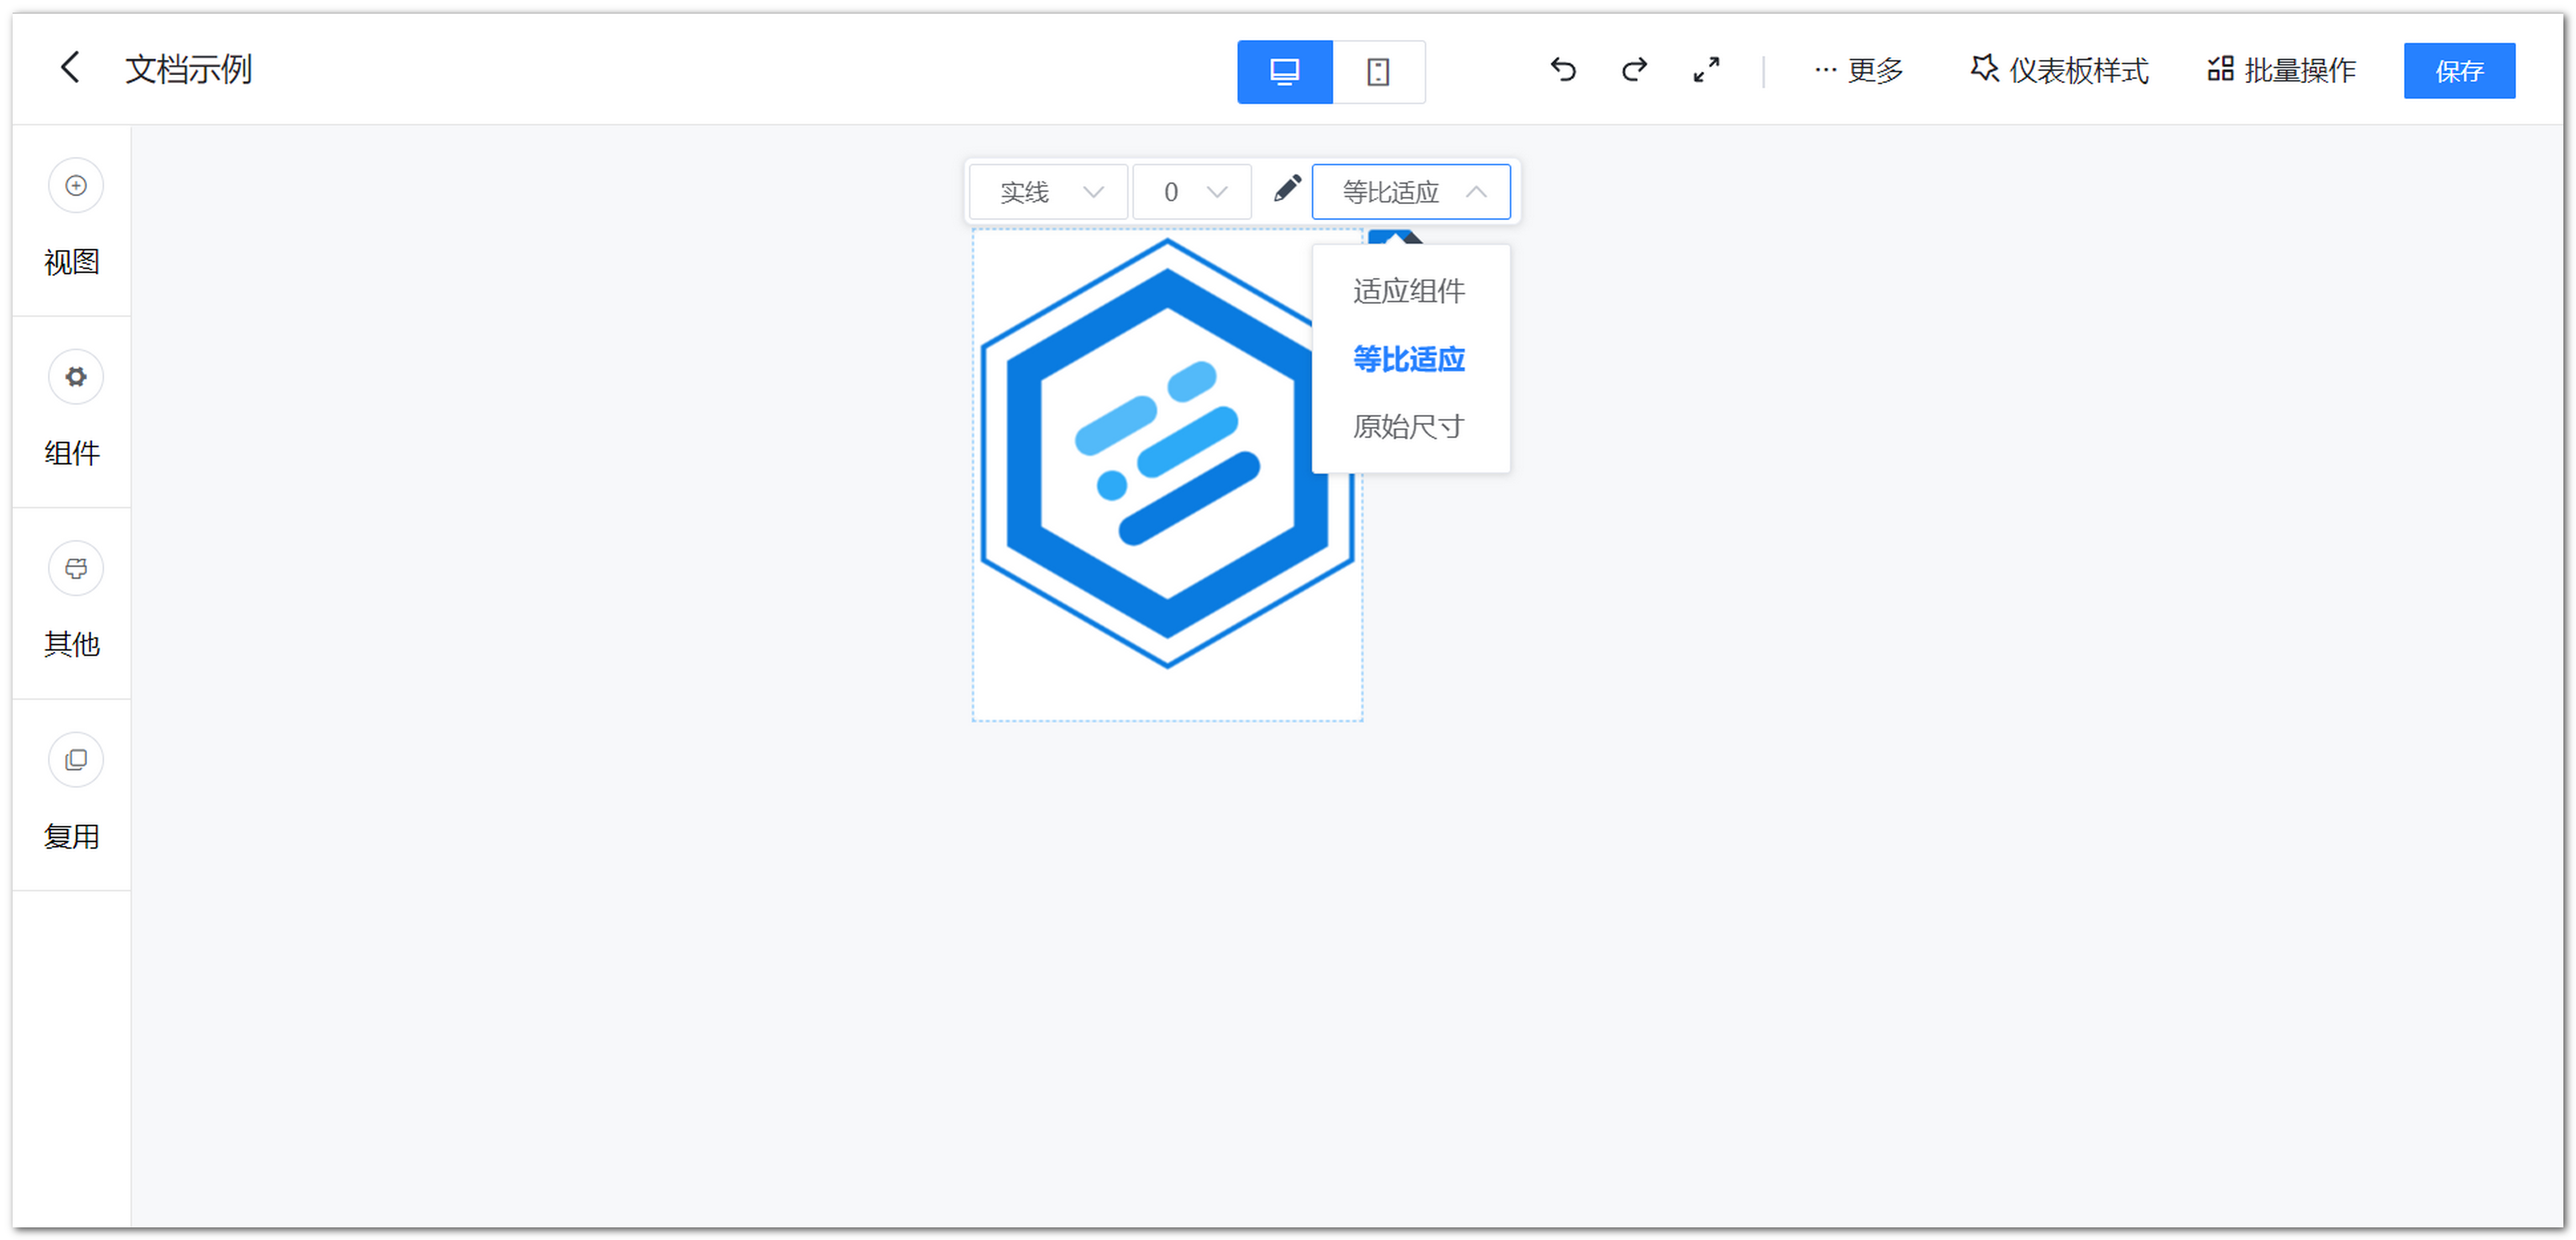 文档示例
更多
仪表板样式
批量操作
保存
实线
0
等比适应
适应组件
等比适应
原始尺寸
视图
组件
其他
复用